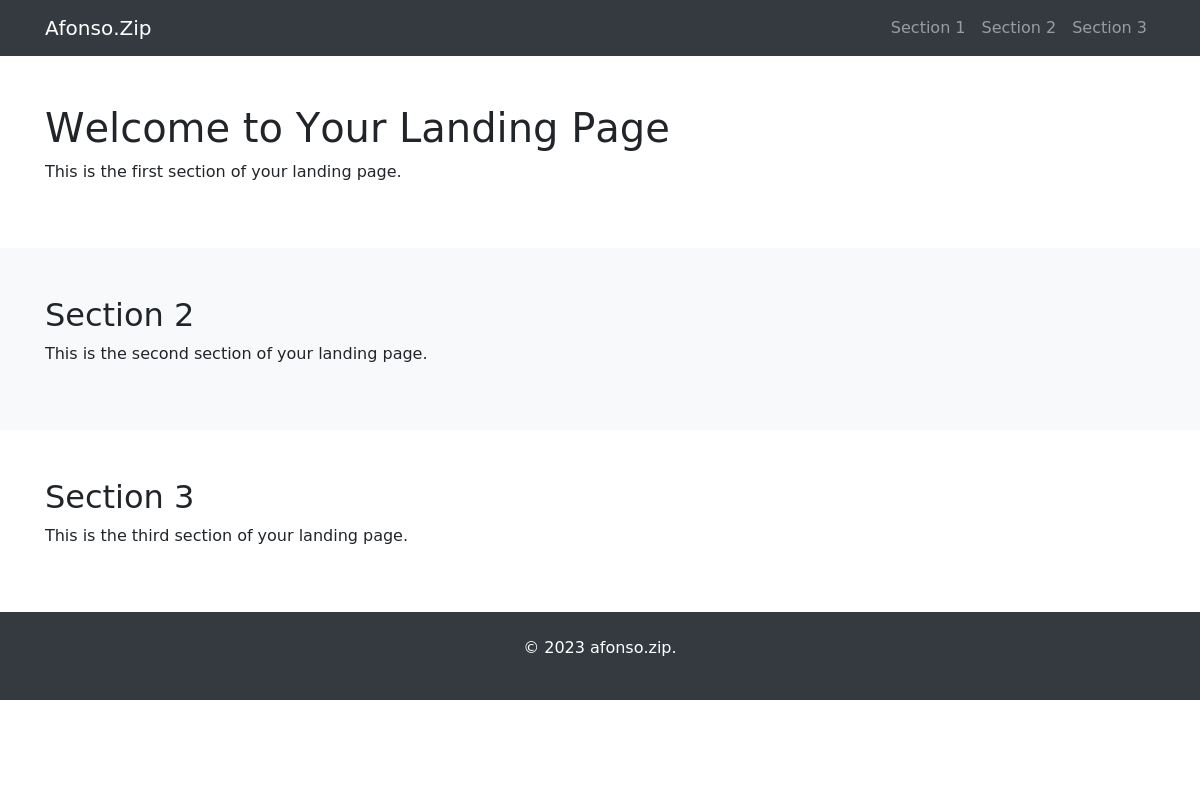 Afonso.Zip
Section 1 Section 2 Section 3
Welcome to Your Landing Page
This is the first section of your landing page.
Section 2
This is the second section of your landing page.
Section 3
This is the third section of your landing page.
© 2023 afonso.zip.